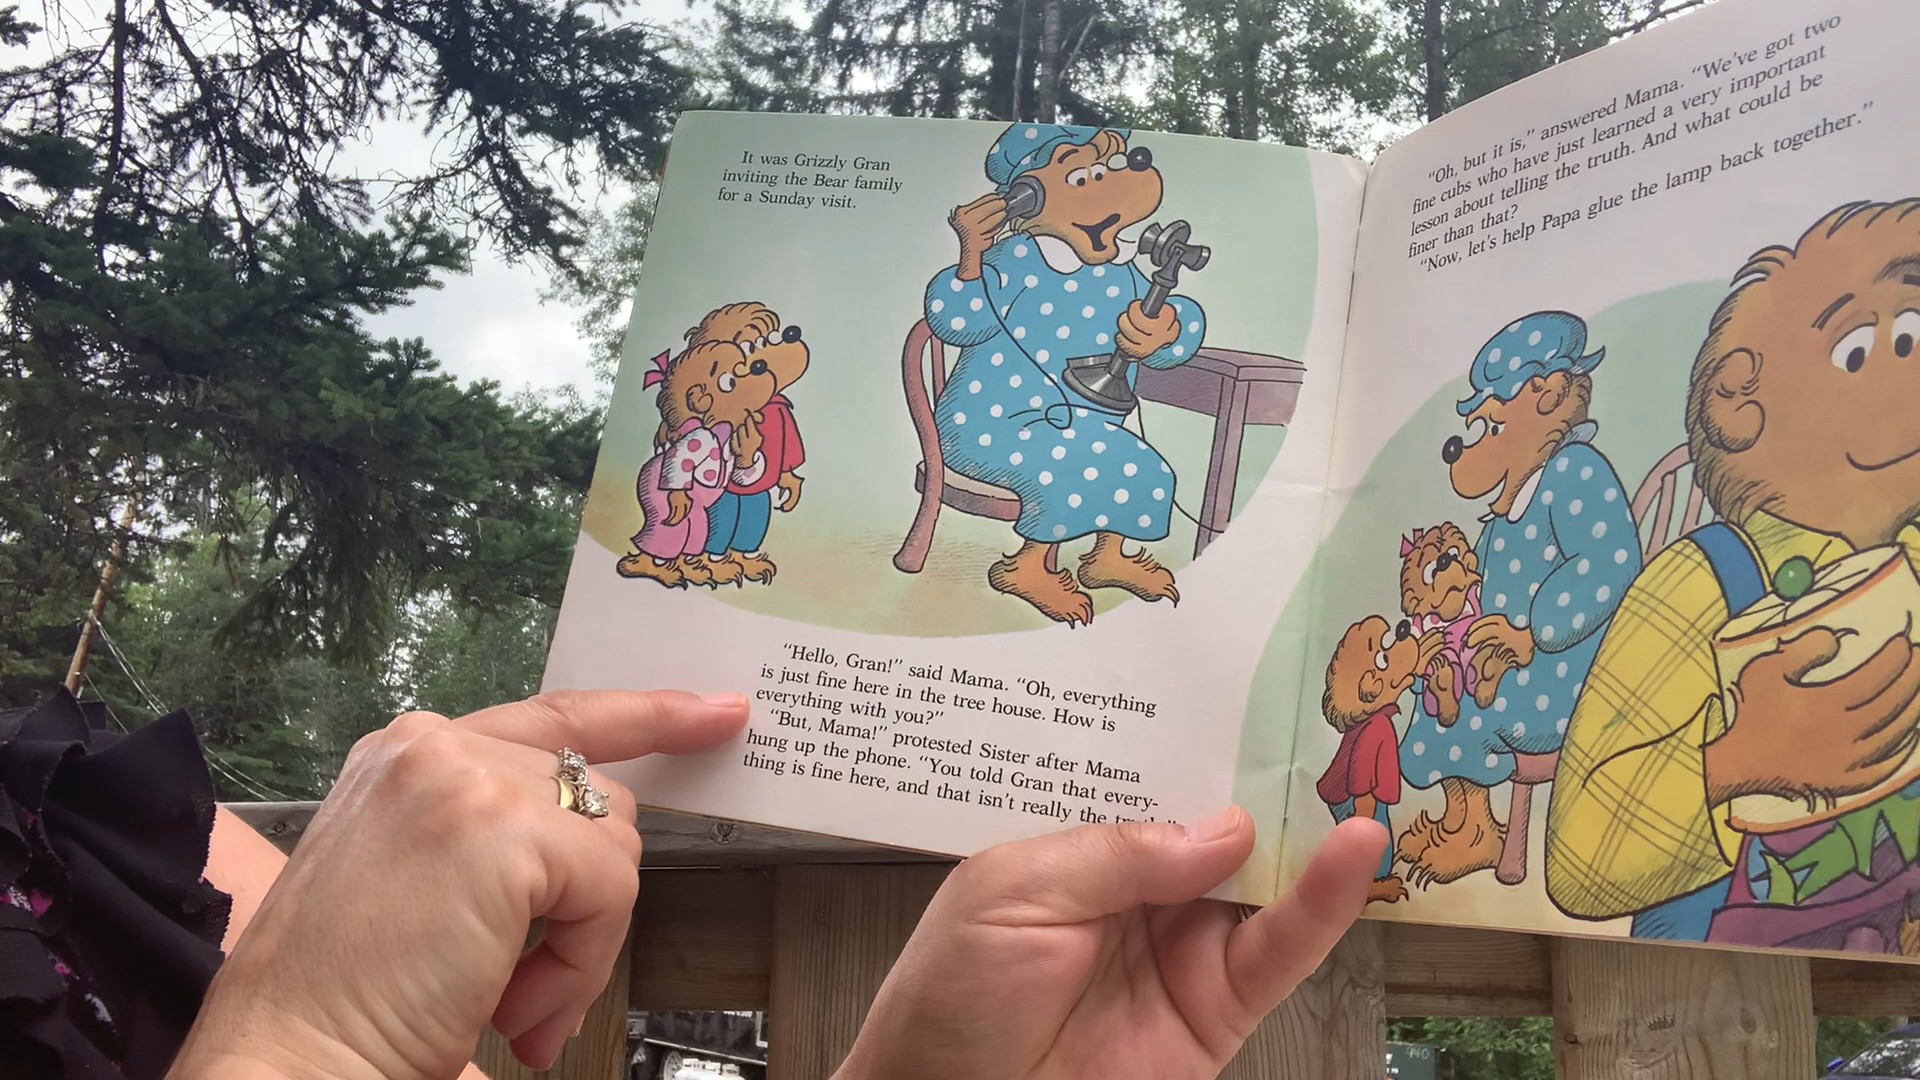 It was Grizzly Gran
inviting the Bear family
for a Sunday visit.
"Hello, Gran!" said Mama. "Oh, everything
is just fine here in the tree house. How is
everything with you?"
"But, Mama!" protested Sister after Mama
hung up the phone. "You told Gran that every-
thing is fine here, and that isn't really the
"Oh, but it is," answered Mama. "We've got two
fine cubs who have just learned a very important
lesson about telling the truth. And what could be
finer than that?
"Now, let's help Papa glue the lamp back together."
940